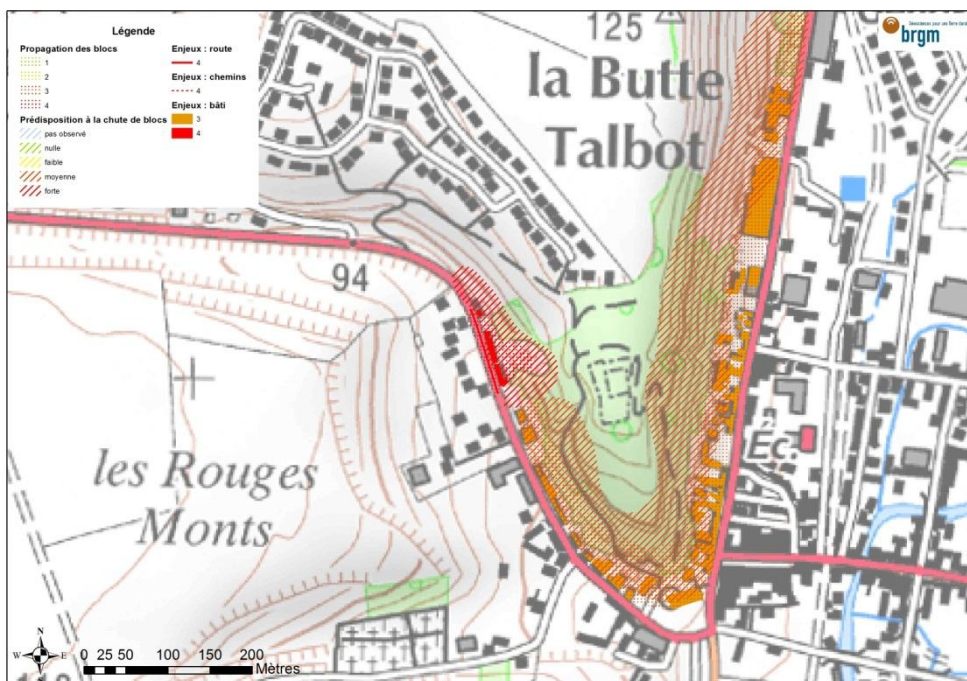 Légende
Propagation des blocs
1
2
3
4
Prédisposition à la chute de blocs
pas observé
nulle
faible
moyenne
forte
Enjeux : route
4
Enjeux : chemins
4
Enjeux : bâti
3
4
brgm
125
la Butte
Talbot
94
les Rouges
Monts
Éc.
N
W E
S
0 25 50 100 150 200
Mètres